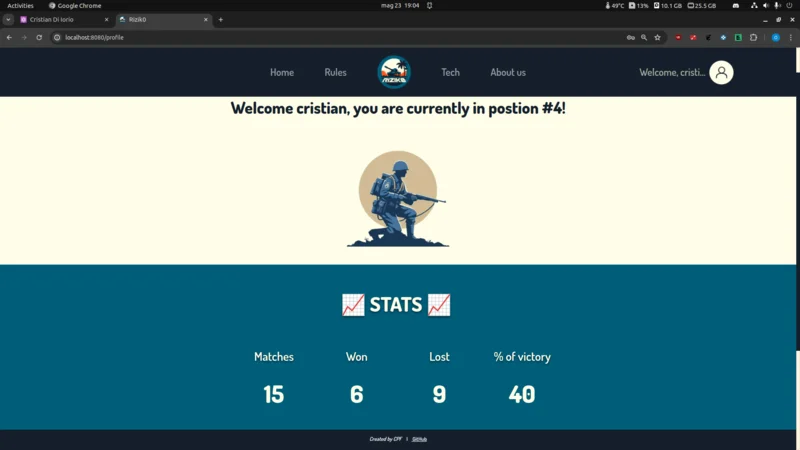 Activities Google Chrome mag 23 19:04 49°C 13% 10.1 GB 25.5 GB
Cristian Di Iorio Rizik0
localhost:8080/profile
Home Rules RIZIK0 Tech About us Welcome, cristi...
Welcome cristian, you are currently in postion #4!
📈 STATS 📈
Matches Won Lost % of victory
15 6 9 40
Created by CPF | GitHub